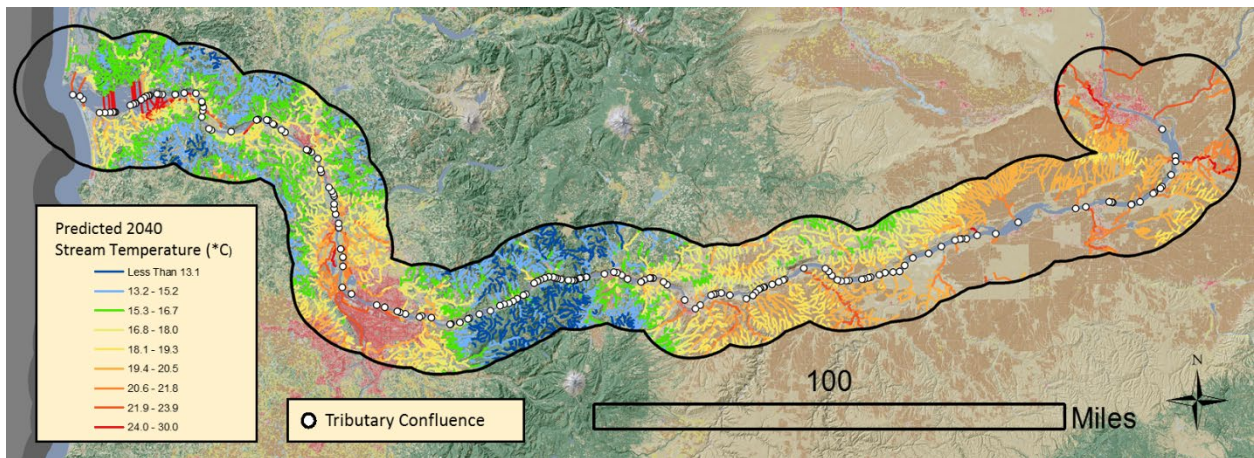 Predicted 2040
Stream Temperature (*C)
Less Than 13.1
13.2 - 15.2
15.3 - 16.7
16.8 - 18.0
18.1 - 19.3
19.4 - 20.5
20.6 - 21.8
21.9 - 23.9
24.0 - 30.0
Tributary Confluence
100
Miles
N